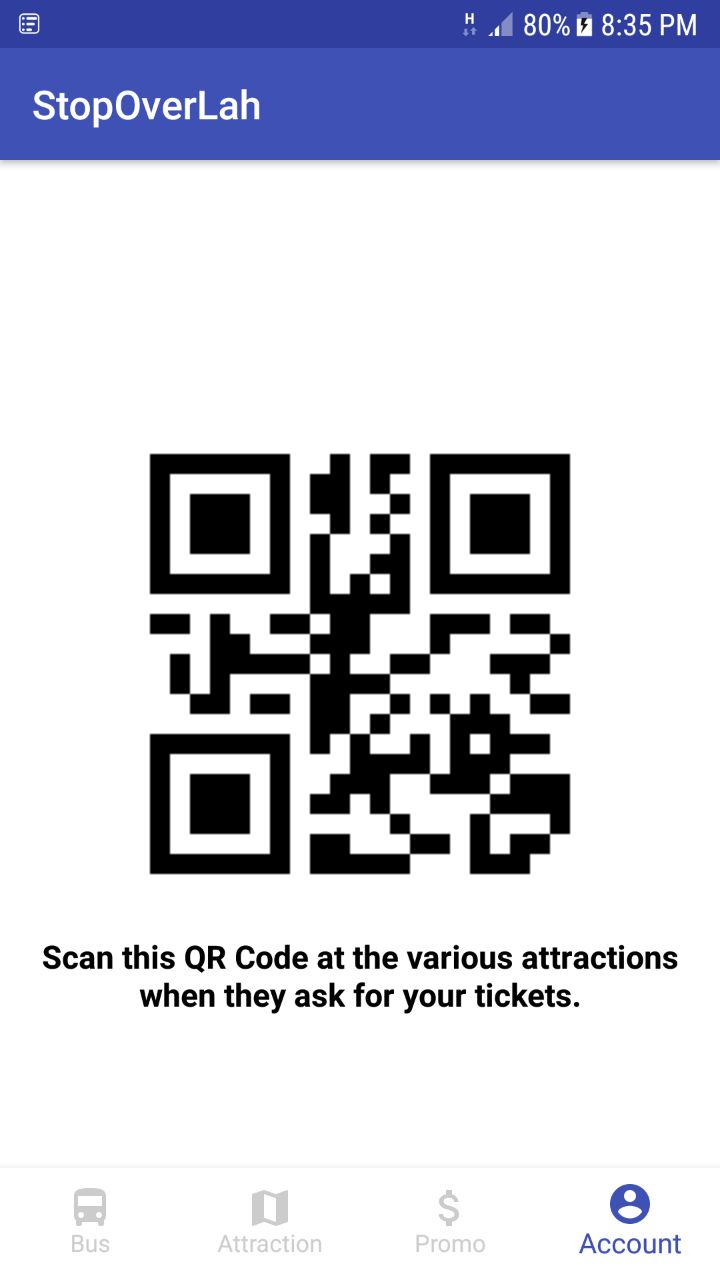 H 80% 8:35 PM
StopOverLah
Scan this QR Code at the various attractions
when they ask for your tickets.
Bus Attraction Promo Account